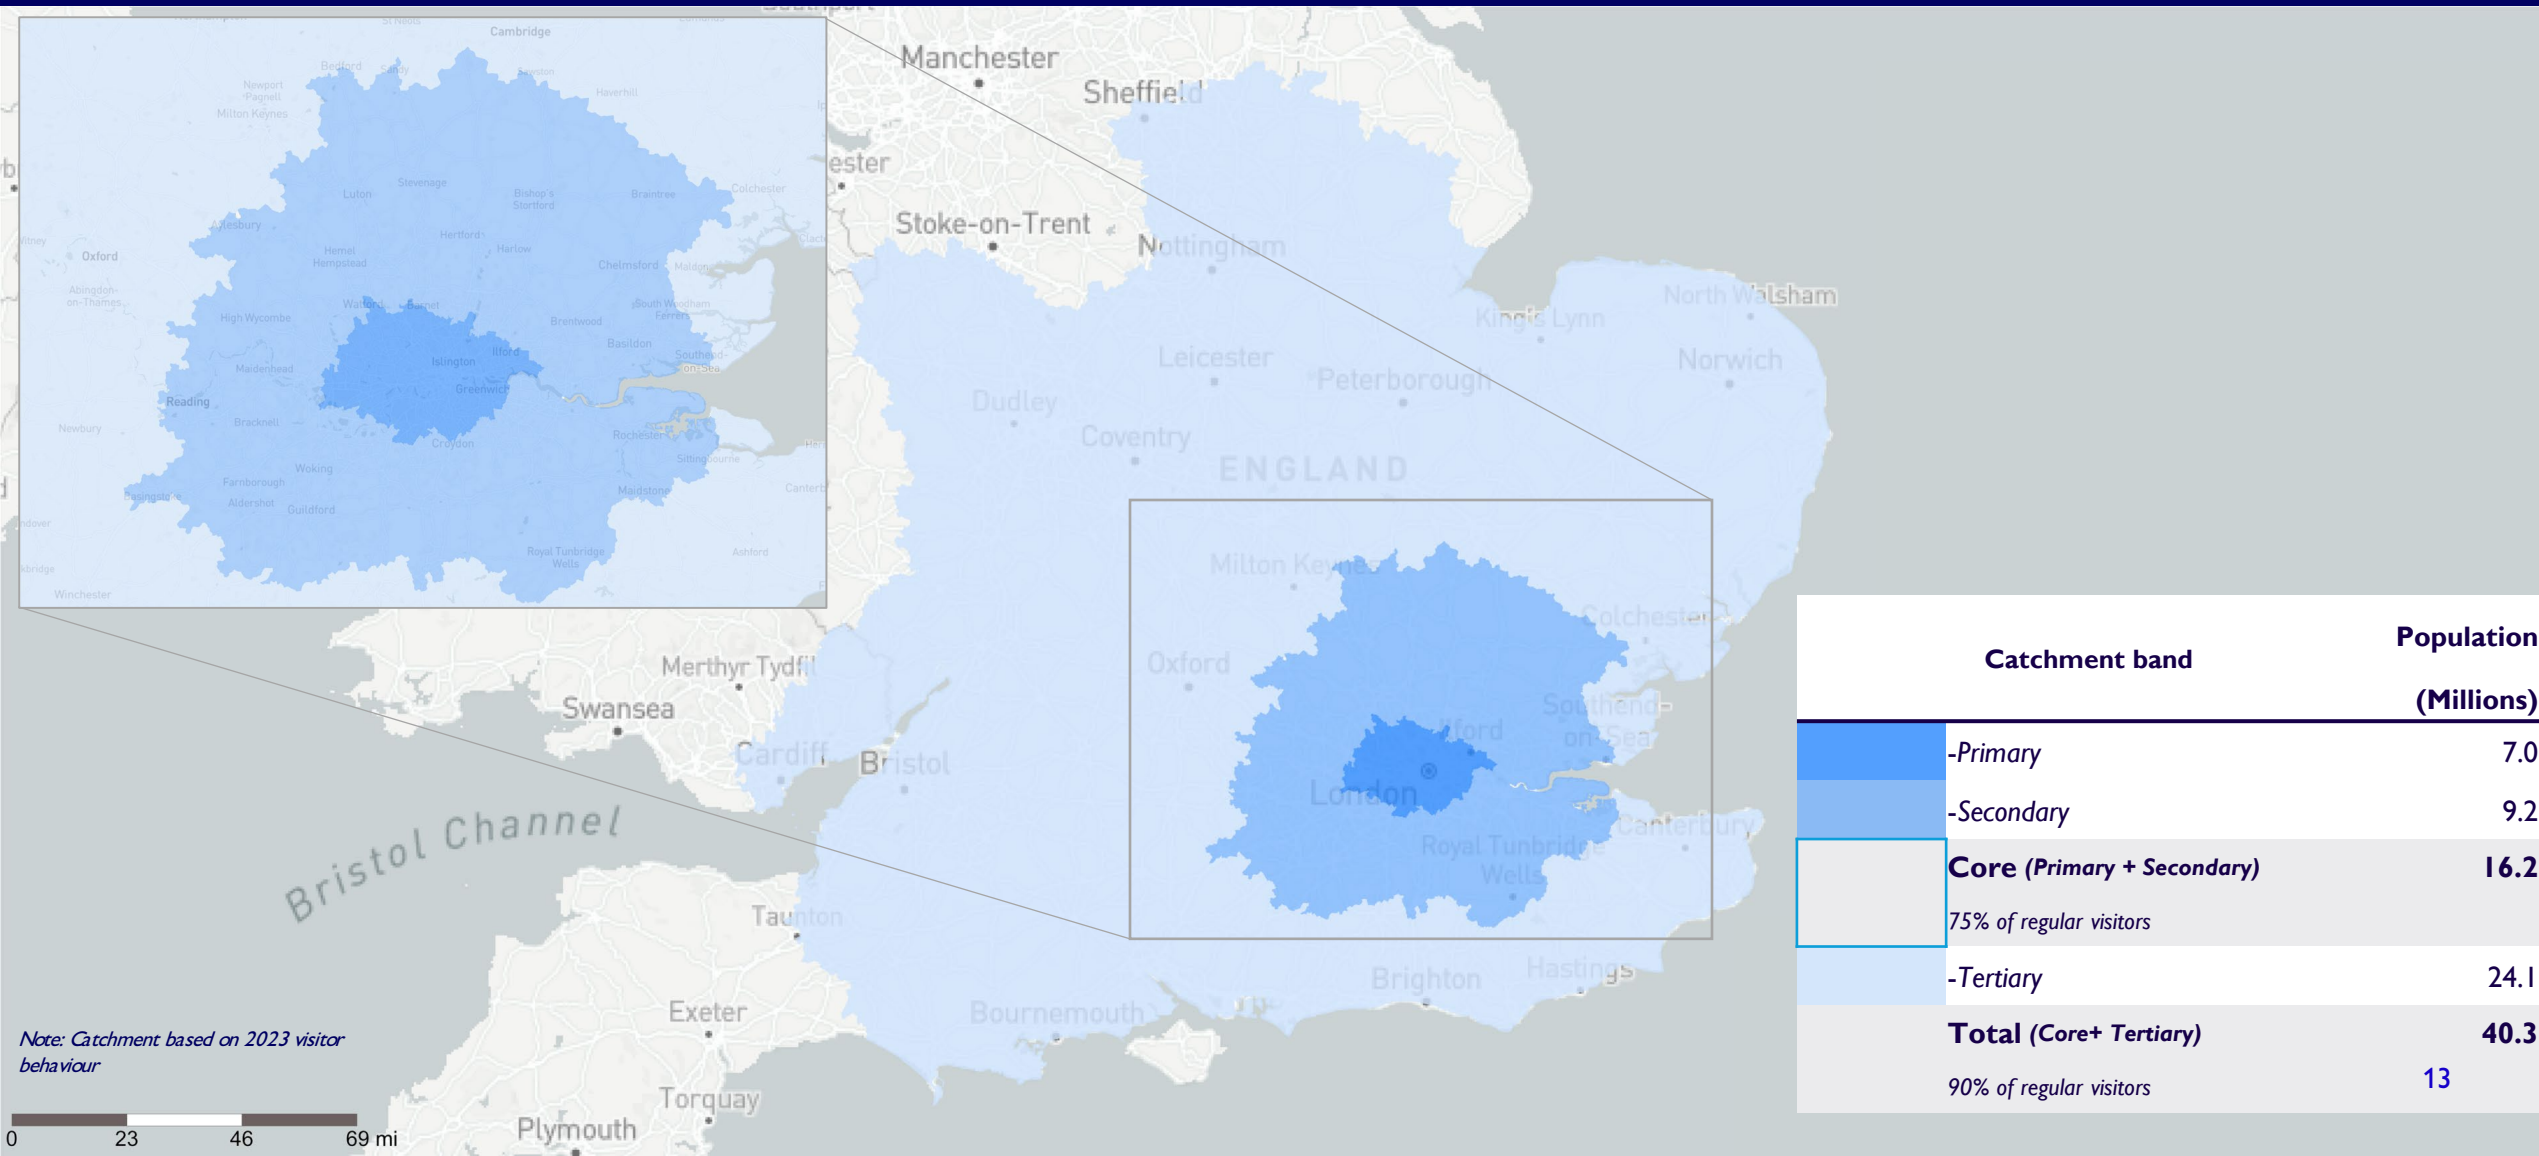 Cambridge
Bedford
Sandy
Sawston
Newport
Pagnell
Milton Keynes
Haverhill
Luton
Stevenage
Bishop's
Stortford
Braintree
Colchester
Aylesbury
Hertford
Oxford
Hemel
Hempstead
Harlow
Chelmsford
Maldon
Abingdon-
on-Thames
Watford
Barnet
South Woodham
Ferrers
High Wycombe
Brentwood
Basildon
Ilford
Islington
Southend-
on-Sea
Maidenhead
Greenwich
Reading
Newbury
Bracknell
Croydon
Rochester
Sittingbourne
Woking
Farnborough
Maidstone
Basingstoke
Aldershot
Guildford
Royal Tunbridge
Wells
Ashford
Winchester
Manchester
Sheffield
ester
Stoke-on-Trent
Nottingham
North Walsham
King's Lynn
Leicester
Norwich
Peterborough
Dudley
Coventry
ENGLAND
Milton Keynes
Colchester
Oxford
Merthyr Tydfil
Swansea
Southend-
on-Sea
Ilford
Cardiff
Bristol
London
Bristol Channel
Canterbury
Royal Tunbridge
Wells
Taunton
Brighton
Hastings
Exeter
Bournemouth
Torquay
Plymouth
Note: Catchment based on 2023 visitor
behaviour
0 23 46 69 mi
Catchment band Population
(Millions)
-Primary 7.0
-Secondary 9.2
Core (Primary + Secondary) 16.2
75% of regular visitors
-Tertiary 24.1
Total (Core+ Tertiary) 40.3
90% of regular visitors
13